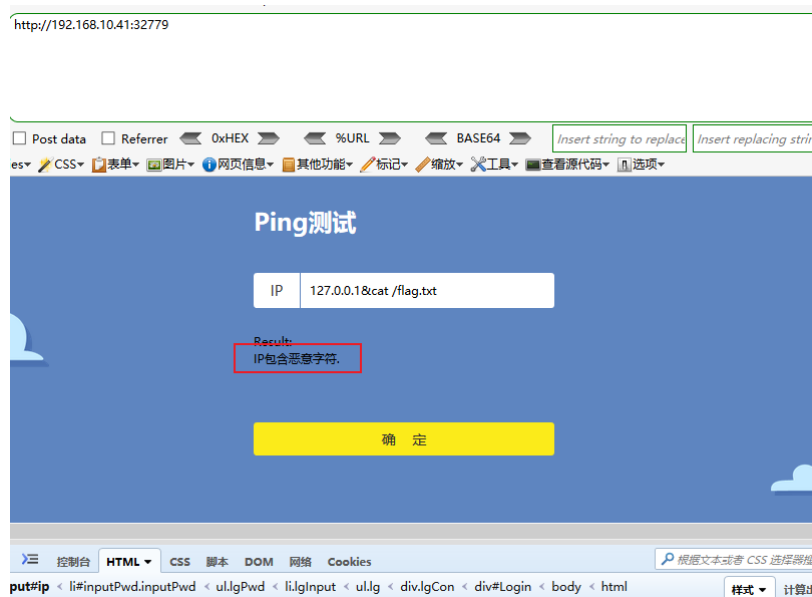 http://192.168.10.41:32779
Post data Referrer 0xHEX %URL BASE64 Insert string to replace Insert replacing strin
es▾ CSS▾ 表单▾ 图片▾ 网页信息▾ 其他功能▾ 标记▾ 缩放▾ 工具▾ 查看源代码▾ 选项▾
Ping测试
IP 127.0.0.1&cat /flag.txt
Result:
IP包含恶意字符.
确 定
控制台 HTML ▾ CSS 脚本 DOM 网络 Cookies 根据文本或者 CSS 选择器
put#ip < li#inputPwd.inputPwd < ul.lgPwd < li.lgInput < ul.lg < div.lgCon < div#Login < body < html 样式 ▾ 计算出